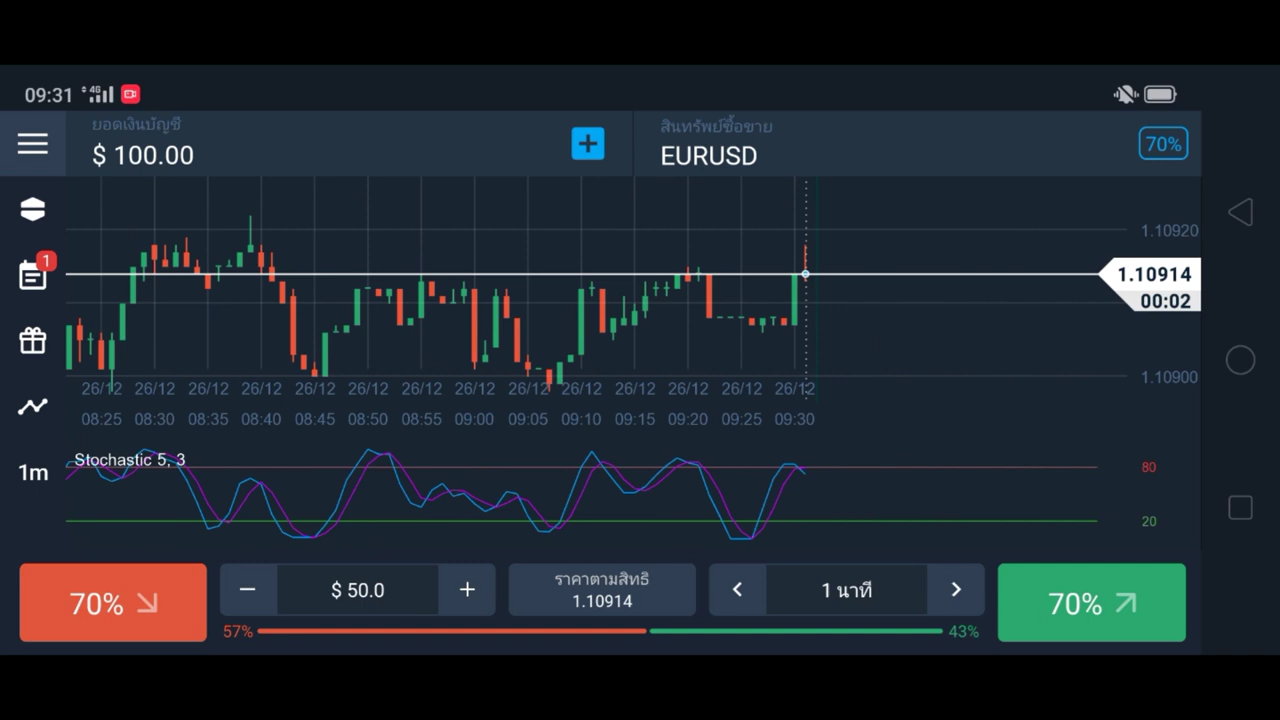 09:31 4G
ยอดเงินบัญชี
$ 100.00
สินทรัพย์ซื้อขาย
EURUSD
70%
1
1m
1.10920
1.10914
00:02
1.10900
26/12 26/12 26/12 26/12 26/12 26/12 26/12 26/12 26/12 26/12 26/12 26/12 26/12 26/12
08:25 08:30 08:35 08:40 08:45 08:50 08:55 09:00 09:05 09:10 09:15 09:20 09:25 09:30
Stochastic 5, 3
80
20
70%
− $ 50.0 +
ราคาตามสิทธิ
1.10914
1 นาที
70%
57%
43%